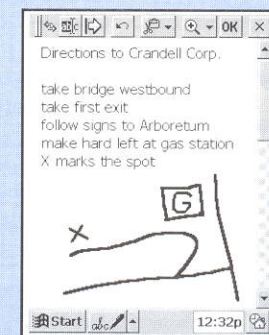 OK
Directions to Crandell Corp.
take bridge westbound
take first exit
follow signs to Arboretum
make hard left at gas station
X marks the spot
G
X
Start abc 12:32p